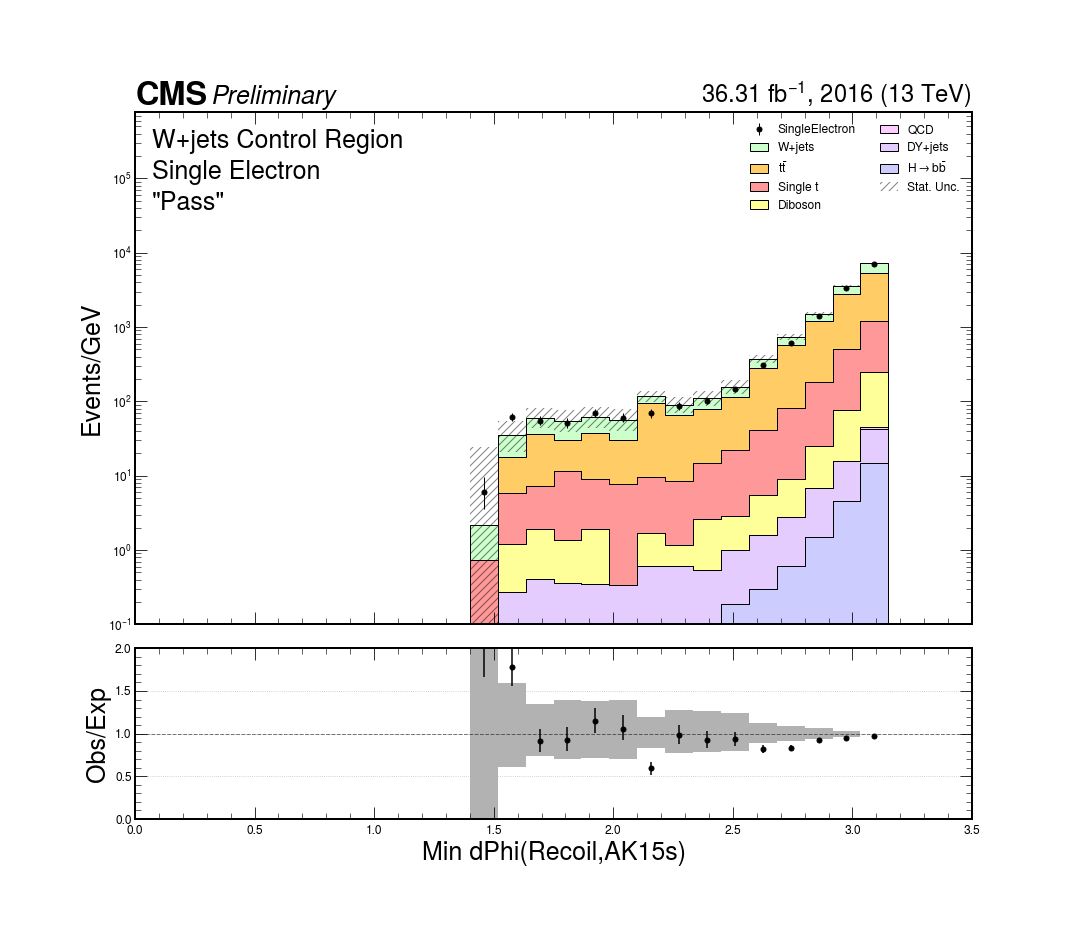 CMS Preliminary
36.31 fb⁻¹, 2016 (13 TeV)
W+jets Control Region
Single Electron
"Pass"
SingleElectron
W+jets
tt̄
Single t
Diboson
QCD
DY+jets
H→bb̄
Stat. Unc.
Events/GeV
10⁵
10⁴
10³
10²
10¹
10⁰
10⁻¹
Obs/Exp
2.0
1.5
1.0
0.5
0.0
0.0 0.5 1.0 1.5 2.0 2.5 3.0 3.5
Min dPhi(Recoil,AK15s)